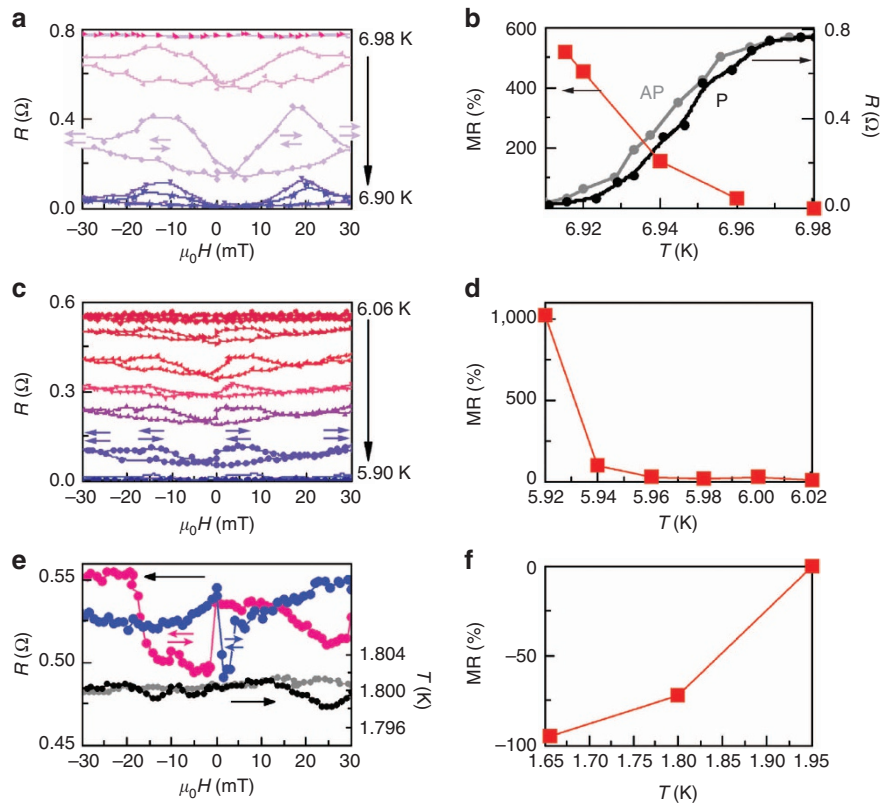 a
0.8
0.4
0.0
R (Ω)
6.98 K
6.90 K
−30 −20 −10 0 10 20 30
μ0H (mT)
b
600
500
400
300
200
MR (%)
AP
P
0.8
0.4
0.0
R (Ω)
6.92 6.94 6.96 6.98
T (K)
c
0.6
0.3
0.0
R (Ω)
6.06 K
5.90 K
−30 −20 −10 0 10 20 30
μ0H (mT)
d
1,000
500
0
MR (%)
5.92 5.94 5.96 5.98 6.00 6.02
T (K)
e
0.55
0.50
0.45
R (Ω)
1.804
1.800
1.796
T (K)
−30 −20 −10 0 10 20 30
μ0H (mT)
f
0
−50
−100
MR (%)
1.65 1.70 1.75 1.80 1.85 1.90 1.95
T (K)